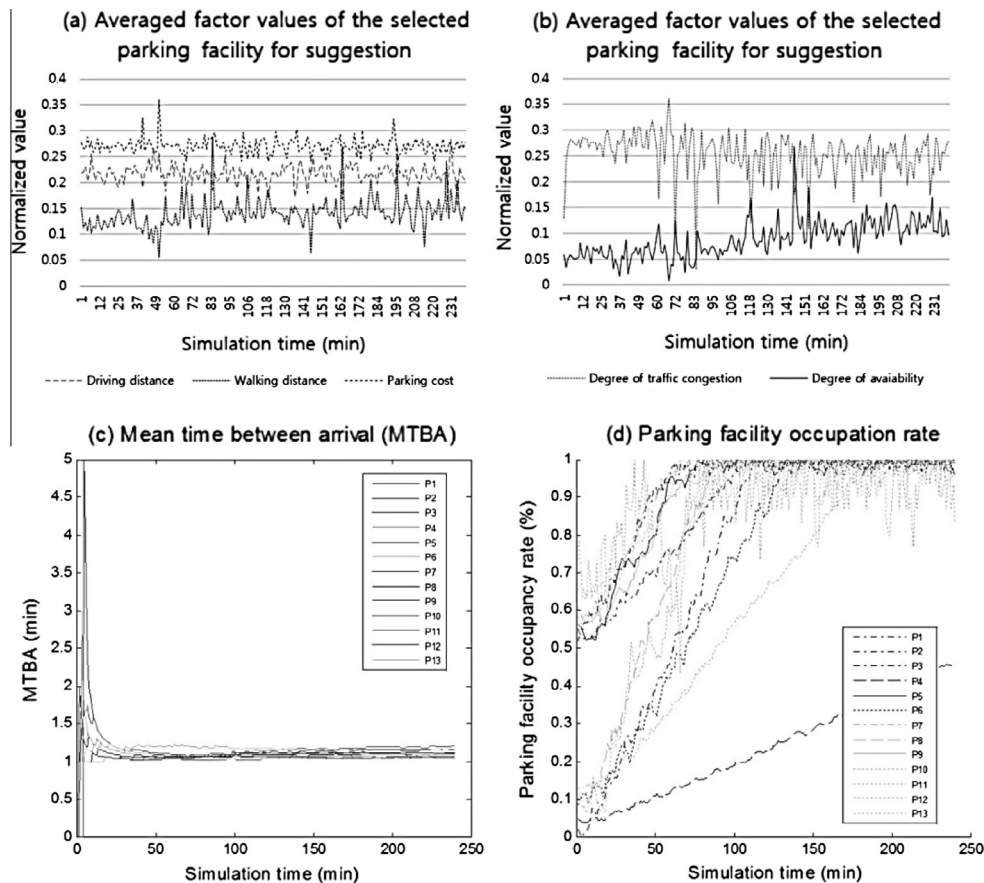 (a) Averaged factor values of the selected
parking facility for suggestion
Normalized value
0.4
0.35
0.3
0.25
0.2
0.15
0.1
0.05
0
1 12 25 37 49 60 72 83 95 106 118 130 141 151 162 172 184 195 208 220 231
Simulation time (min)
Driving distance Walking distance Parking cost
(b) Averaged factor values of the selected
parking facility for suggestion
Normalized value
0.4
0.35
0.3
0.25
0.2
0.15
0.1
0.05
0
1 12 25 37 49 60 72 83 95 106 118 130 141 151 162 172 184 195 208 220 231
Simulation time (min)
Degree of traffic congestion Degree of avaiability
(c) Mean time between arrival (MTBA)
MTBA (min)
5
4.5
4
3.5
3
2.5
2
1.5
1
0.5
0
0 50 100 150 200 250
Simulation time (min)
P1
P2
P3
P4
P5
P6
P7
P8
P9
P10
P11
P12
P13
(d) Parking facility occupation rate
Parking facility occupancy rate (%)
1
0.9
0.8
0.7
0.6
0.5
0.4
0.3
0.2
0.1
0
0 50 100 150 200 250
Simulation time (min)
P1
P2
P3
P4
P5
P6
P7
P8
P9
P10
P11
P12
P13